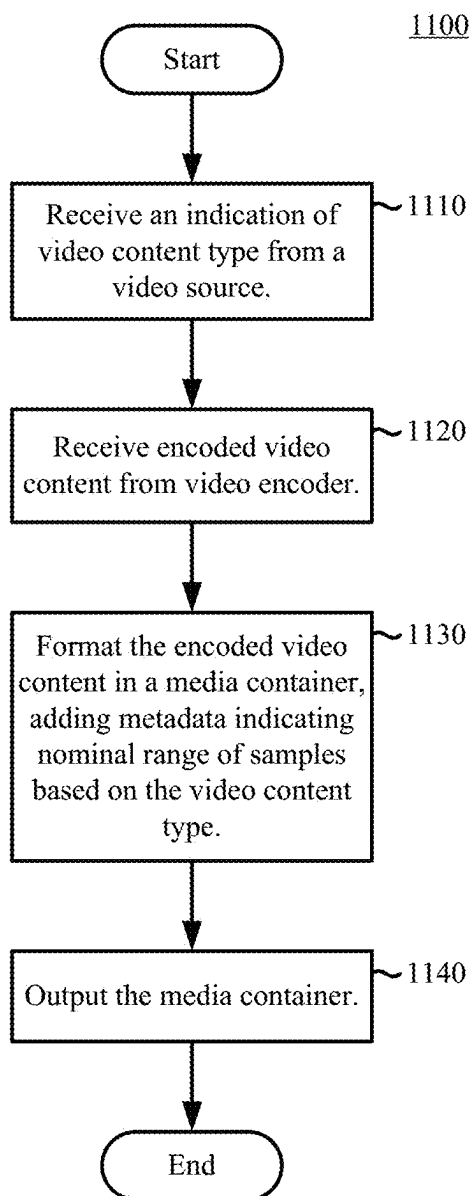 1100
Start
1110
Receive an indication of
video content type from a
video source.
1120
Receive encoded video
content from video encoder.
1130
Format the encoded video
content in a media container,
adding metadata indicating
nominal range of samples
based on the video content
type.
1140
Output the media container.
End